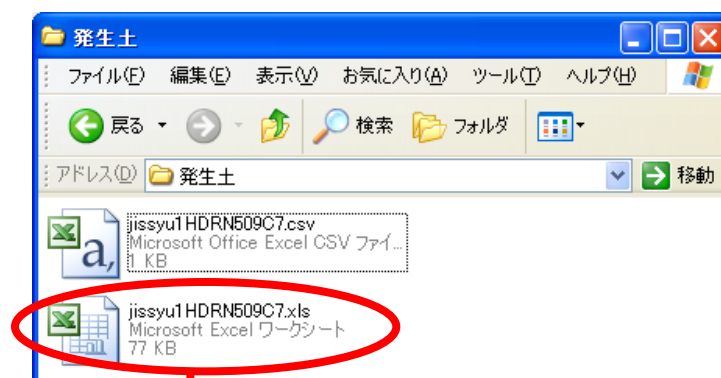 発生土
ファイル(F) 編集(E) 表示(V) お気に入り(A) ツール(T) ヘルプ(H)
戻る 検索 フォルダ
アドレス(D) 発生土 移動
jissyu1HDRN509C7.csv
Microsoft Office Excel CSV ファイ...
1 KB
jissyu1HDRN509C7.xls
Microsoft Excel ワークシート
77 KB